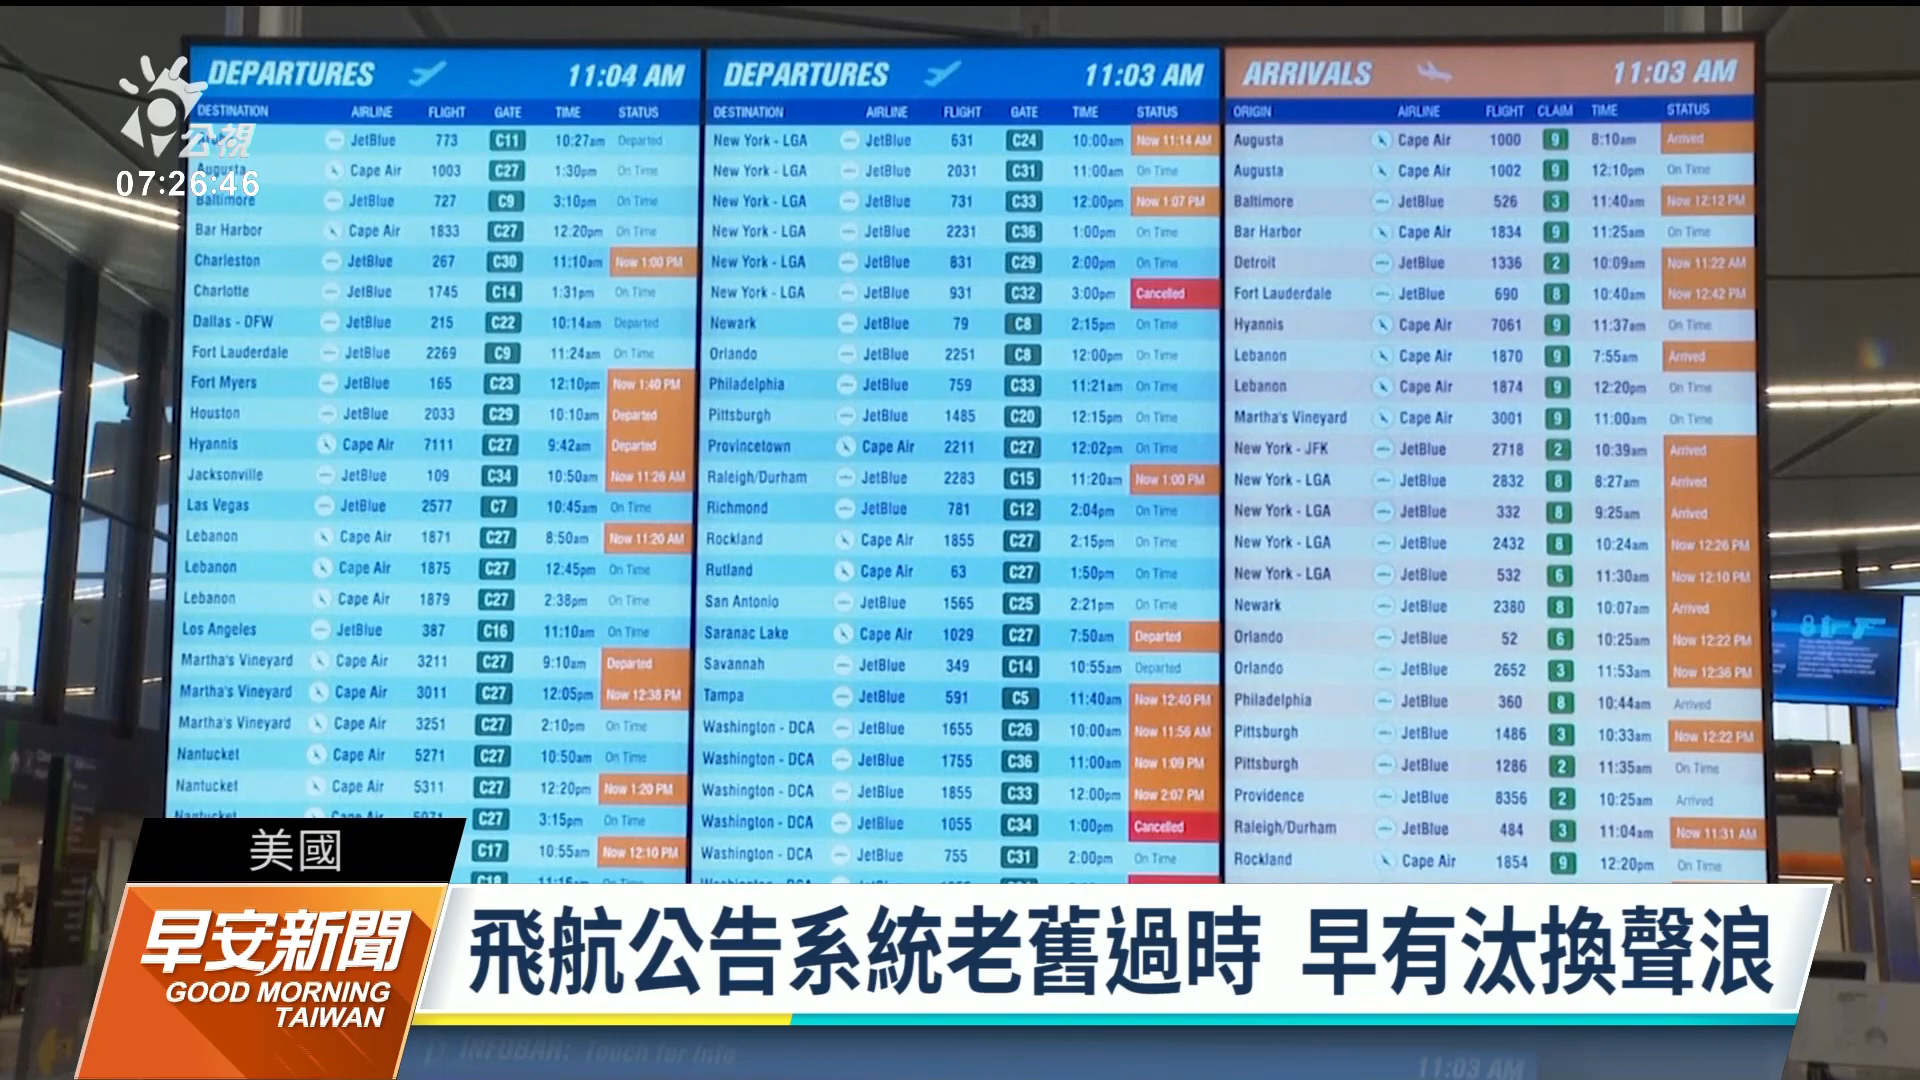 公視
07:26:46
DEPARTURES 11:04 AM
DESTINATION AIRLINE FLIGHT GATE TIME STATUS
JetBlue 773 C11 10:27am Departed
Augusta Cape Air 1003 C27 1:30pm On Time
Baltimore JetBlue 727 C9 3:10pm On Time
Bar Harbor Cape Air 1833 C27 12:20pm On Time
Charleston JetBlue 267 C30 11:10am Now 1:00 PM
Charlotte JetBlue 1745 C14 1:31pm On Time
Dallas - DFW JetBlue 215 C22 10:14am Departed
Fort Lauderdale JetBlue 2269 C9 11:24am On Time
Fort Myers JetBlue 165 C23 12:10pm Now 1:40 PM
Houston JetBlue 2033 C29 10:10am Departed
Hyannis Cape Air 7111 C27 9:42am Departed
Jacksonville JetBlue 109 C34 10:50am Now 11:26 AM
Las Vegas JetBlue 2577 C7 10:45am On Time
Lebanon Cape Air 1871 C27 8:50am Now 11:20 AM
Lebanon Cape Air 1875 C27 12:45pm On Time
Lebanon Cape Air 1879 C27 2:38pm On Time
Los Angeles JetBlue 387 C16 11:10am On Time
Martha's Vineyard Cape Air 3211 C27 9:10am Departed
Martha's Vineyard Cape Air 3011 C27 12:05pm Now 12:38 PM
Martha's Vineyard Cape Air 3251 C27 2:10pm On Time
Nantucket Cape Air 5271 C27 10:50am On Time
Nantucket Cape Air 5311 C27 12:20pm Now 1:20 PM
Nantucket Cape Air C27 3:15pm On Time
C17 10:55am Now 12:10 PM
DEPARTURES 11:03 AM
DESTINATION AIRLINE FLIGHT GATE TIME STATUS
New York - LGA JetBlue 631 C24 10:00am Now 11:14 AM
New York - LGA JetBlue 2031 C31 11:00am On Time
New York - LGA JetBlue 731 C33 12:00pm Now 1:07 PM
New York - LGA JetBlue 2231 C36 1:00pm On Time
New York - LGA JetBlue 831 C29 2:00pm On Time
New York - LGA JetBlue 931 C32 3:00pm Cancelled
Newark JetBlue 79 C8 2:15pm On Time
Orlando JetBlue 2251 C8 12:00pm On Time
Philadelphia JetBlue 759 C33 11:21am On Time
Pittsburgh JetBlue 1485 C20 12:15pm On Time
Provincetown Cape Air 2211 C27 12:02pm On Time
Raleigh/Durham JetBlue 2283 C15 11:20am Now 1:00 PM
Richmond JetBlue 781 C12 2:04pm On Time
Rockland Cape Air 1855 C27 2:15pm On Time
Rutland Cape Air 63 C27 1:50pm On Time
San Antonio JetBlue 1565 C25 2:21pm On Time
Saranac Lake Cape Air 1029 C27 7:50am Departed
Savannah JetBlue 349 C14 10:55am Departed
Tampa JetBlue 591 C5 11:40am Now 12:40 PM
Washington - DCA JetBlue 1655 C26 10:00am Now 11:56 AM
Washington - DCA JetBlue 1755 C36 11:00am Now 1:09 PM
Washington - DCA JetBlue 1855 C33 12:00pm Now 2:07 PM
Washington - DCA JetBlue 1055 C34 1:00pm Cancelled
Washington - DCA JetBlue 755 C31 2:00pm On Time
ARRIVALS 11:03 AM
ORIGIN AIRLINE FLIGHT CLAIM TIME STATUS
Augusta Cape Air 1000 9 8:10am Arrived
Augusta Cape Air 1002 9 12:10pm On Time
Baltimore JetBlue 526 3 11:40am Now 12:12 PM
Bar Harbor Cape Air 1834 9 11:25am On Time
Detroit JetBlue 1336 2 10:09am Now 11:22 AM
Fort Lauderdale JetBlue 690 8 10:40am Now 12:42 PM
Hyannis Cape Air 7061 9 11:37am On Time
Lebanon Cape Air 1870 9 7:55am Arrived
Lebanon Cape Air 1874 9 12:20pm On Time
Martha's Vineyard Cape Air 3001 9 11:00am On Time
New York - JFK JetBlue 2718 2 10:39am Arrived
New York - LGA JetBlue 2832 8 8:27am Arrived
New York - LGA JetBlue 332 8 9:25am Arrived
New York - LGA JetBlue 2432 8 10:24am Now 12:26 PM
New York - LGA JetBlue 532 6 11:30am Now 12:10 PM
Newark JetBlue 2380 8 10:07am Arrived
Orlando JetBlue 52 6 10:25am Now 12:22 PM
Orlando JetBlue 2652 3 11:53am Now 12:36 PM
Philadelphia JetBlue 360 8 10:44am Arrived
Pittsburgh JetBlue 1486 3 10:33am Now 12:22 PM
Pittsburgh JetBlue 1286 2 11:35am On Time
Providence JetBlue 8356 2 10:25am Arrived
Raleigh/Durham JetBlue 484 3 11:04am Now 11:31 AM
Rockland Cape Air 1854 9 12:20pm On Time
美國
早安新聞
GOOD MORNING
TAIWAN
飛航公告系統老舊過時 早有汰換聲浪
INFOBAR: Touch for Info
11:03 AM